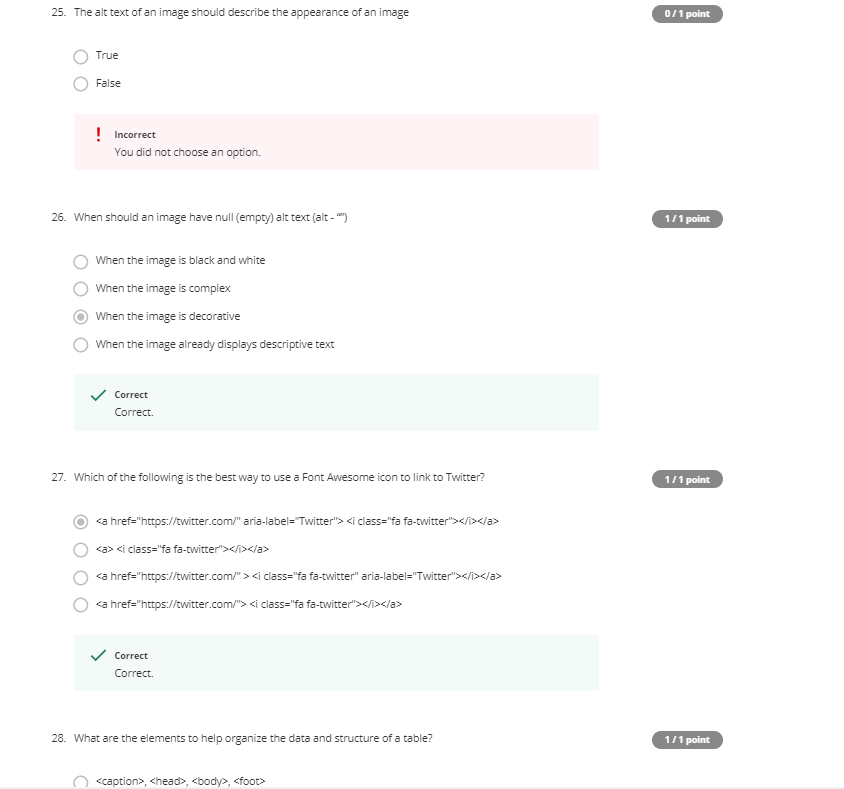 25. The alt text of an image should describe the appearance of an image
0 / 1 point
True
False
! Incorrect
You did not choose an option.
26. When should an image have null (empty) alt text (alt - "")
1 / 1 point
When the image is black and white
When the image is complex
When the image is decorative
When the image already displays descriptive text
Correct
Correct.
27. Which of the following is the best way to use a Font Awesome icon to link to Twitter?
1 / 1 point
<a href="https://twitter.com/" aria-label="Twitter"> <i class="fa fa-twitter"></i></a>
<a> <i class="fa fa-twitter"></i></a>
<a href="https://twitter.com/" > <i class="fa fa-twitter" aria-label="Twitter"></i></a>
<a href="https://twitter.com/"> <i class="fa fa-twitter"></i></a>
Correct
Correct.
28. What are the elements to help organize the data and structure of a table?
1 / 1 point
<caption>, <head>, <body>, <foot>